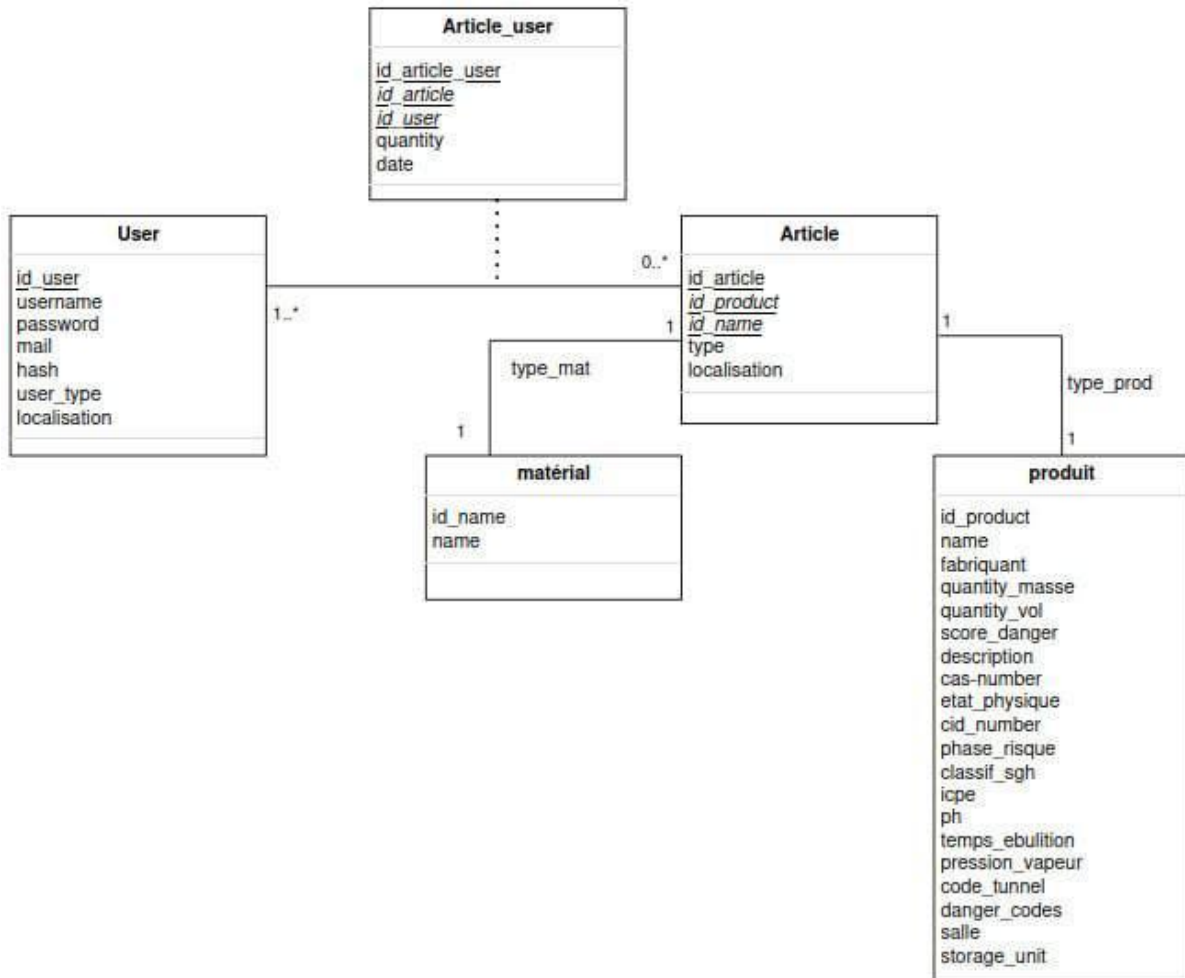 Article_user
id_article_user
id_article
id_user
quantity
date
User
id_user
username
password
mail
hash
user_type
localisation
1..*
0..*
Article
id_article
id_product
id_name
type
localisation
1
type_mat
1
matérial
id_name
name
1
type_prod
1
produit
id_product
name
fabriquant
quantity_masse
quantity_vol
score_danger
description
cas-number
etat_physique
cid_number
phase_risque
classif_sgh
icpe
ph
temps_ebulition
pression_vapeur
code_tunnel
danger_codes
salle
storage_unit